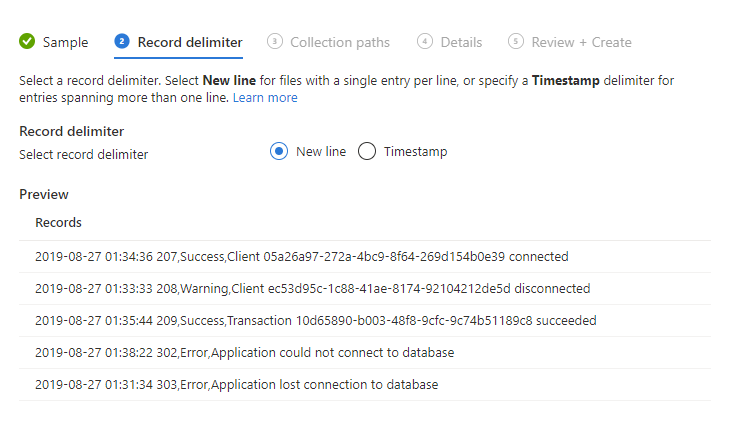 Sample 2 Record delimiter 3 Collection paths 4 Details 5 Review + Create
Select a record delimiter. Select New line for files with a single entry per line, or specify a Timestamp delimiter for
entries spanning more than one line. Learn more
Record delimiter
Select record delimiter New line Timestamp
Preview
Records
2019-08-27 01:34:36 207,Success,Client 05a26a97-272a-4bc9-8f64-269d154b0e39 connected
2019-08-27 01:33:33 208,Warning,Client ec53d95c-1c88-41ae-8174-92104212de5d disconnected
2019-08-27 01:35:44 209,Success,Transaction 10d65890-b003-48f8-9cfc-9c74b51189c8 succeeded
2019-08-27 01:38:22 302,Error,Application could not connect to database
2019-08-27 01:31:34 303,Error,Application lost connection to database